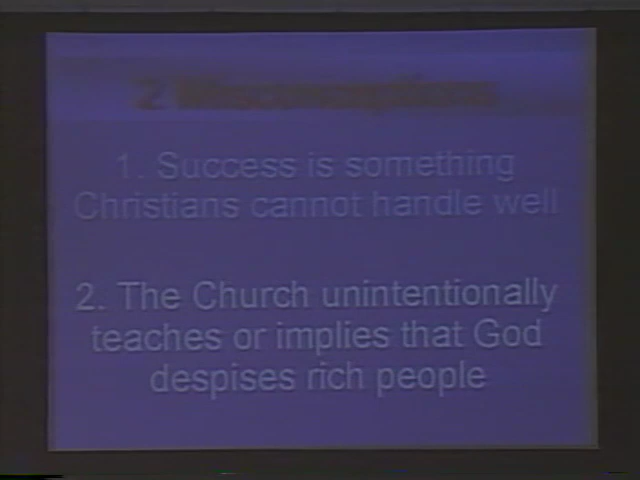 2 Misconceptions
1. Success is something
Christians cannot handle well
2. The Church unintentionally
teaches or implies that God
despises rich people